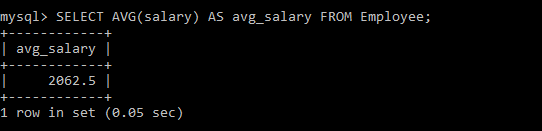 mysql> SELECT AVG(salary) AS avg_salary FROM Employee;
+------------+
| avg_salary |
+------------+
|     2062.5 |
+------------+
1 row in set (0.05 sec)